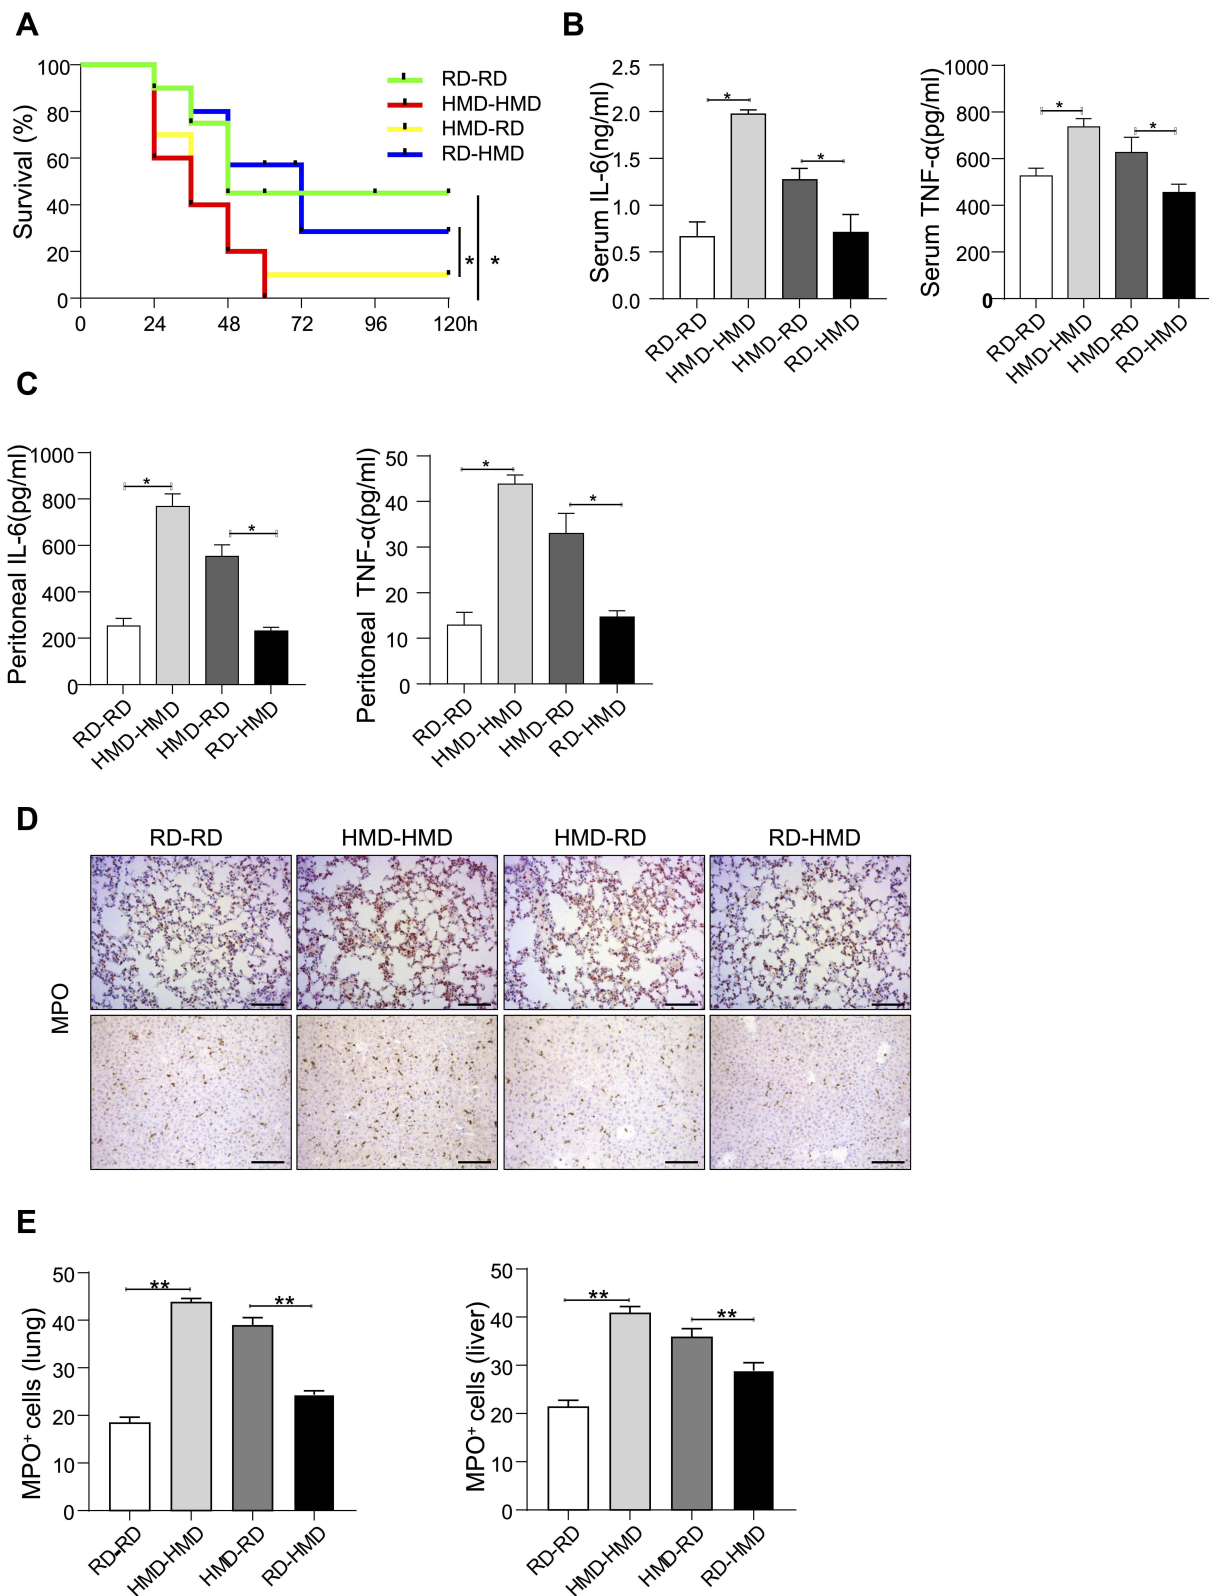 A
Survival (%)
100
80
60
40
20
0
0 24 48 72 96 120h
RD-RD
HMD-HMD
HMD-RD
RD-HMD
*
*
B
Serum IL-6(ng/ml)
2.5
2.0
1.5
1.0
0.5
0.0
*
*
RD-RD
HMD-HMD
HMD-RD
RD-HMD
Serum TNF-α(pg/ml)
1000
800
600
400
200
0
*
*
RD-RD
HMD-HMD
HMD-RD
RD-HMD
C
Peritoneal IL-6(pg/ml)
1000
800
600
400
200
0
*
*
RD-RD
HMD-HMD
HMD-RD
RD-HMD
Peritoneal TNF-α(pg/ml)
50
40
30
20
10
0
*
*
RD-RD
HMD-HMD
HMD-RD
RD-HMD
D
RD-RD HMD-HMD HMD-RD RD-HMD
MPO
E
MPO⁺ cells (lung)
50
40
30
20
10
0
**
**
RD-RD
HMD-HMD
HMD-RD
RD-HMD
MPO⁺ cells (liver)
50
40
30
20
10
0
**
**
RD-RD
HMD-HMD
HMD-RD
RD-HMD